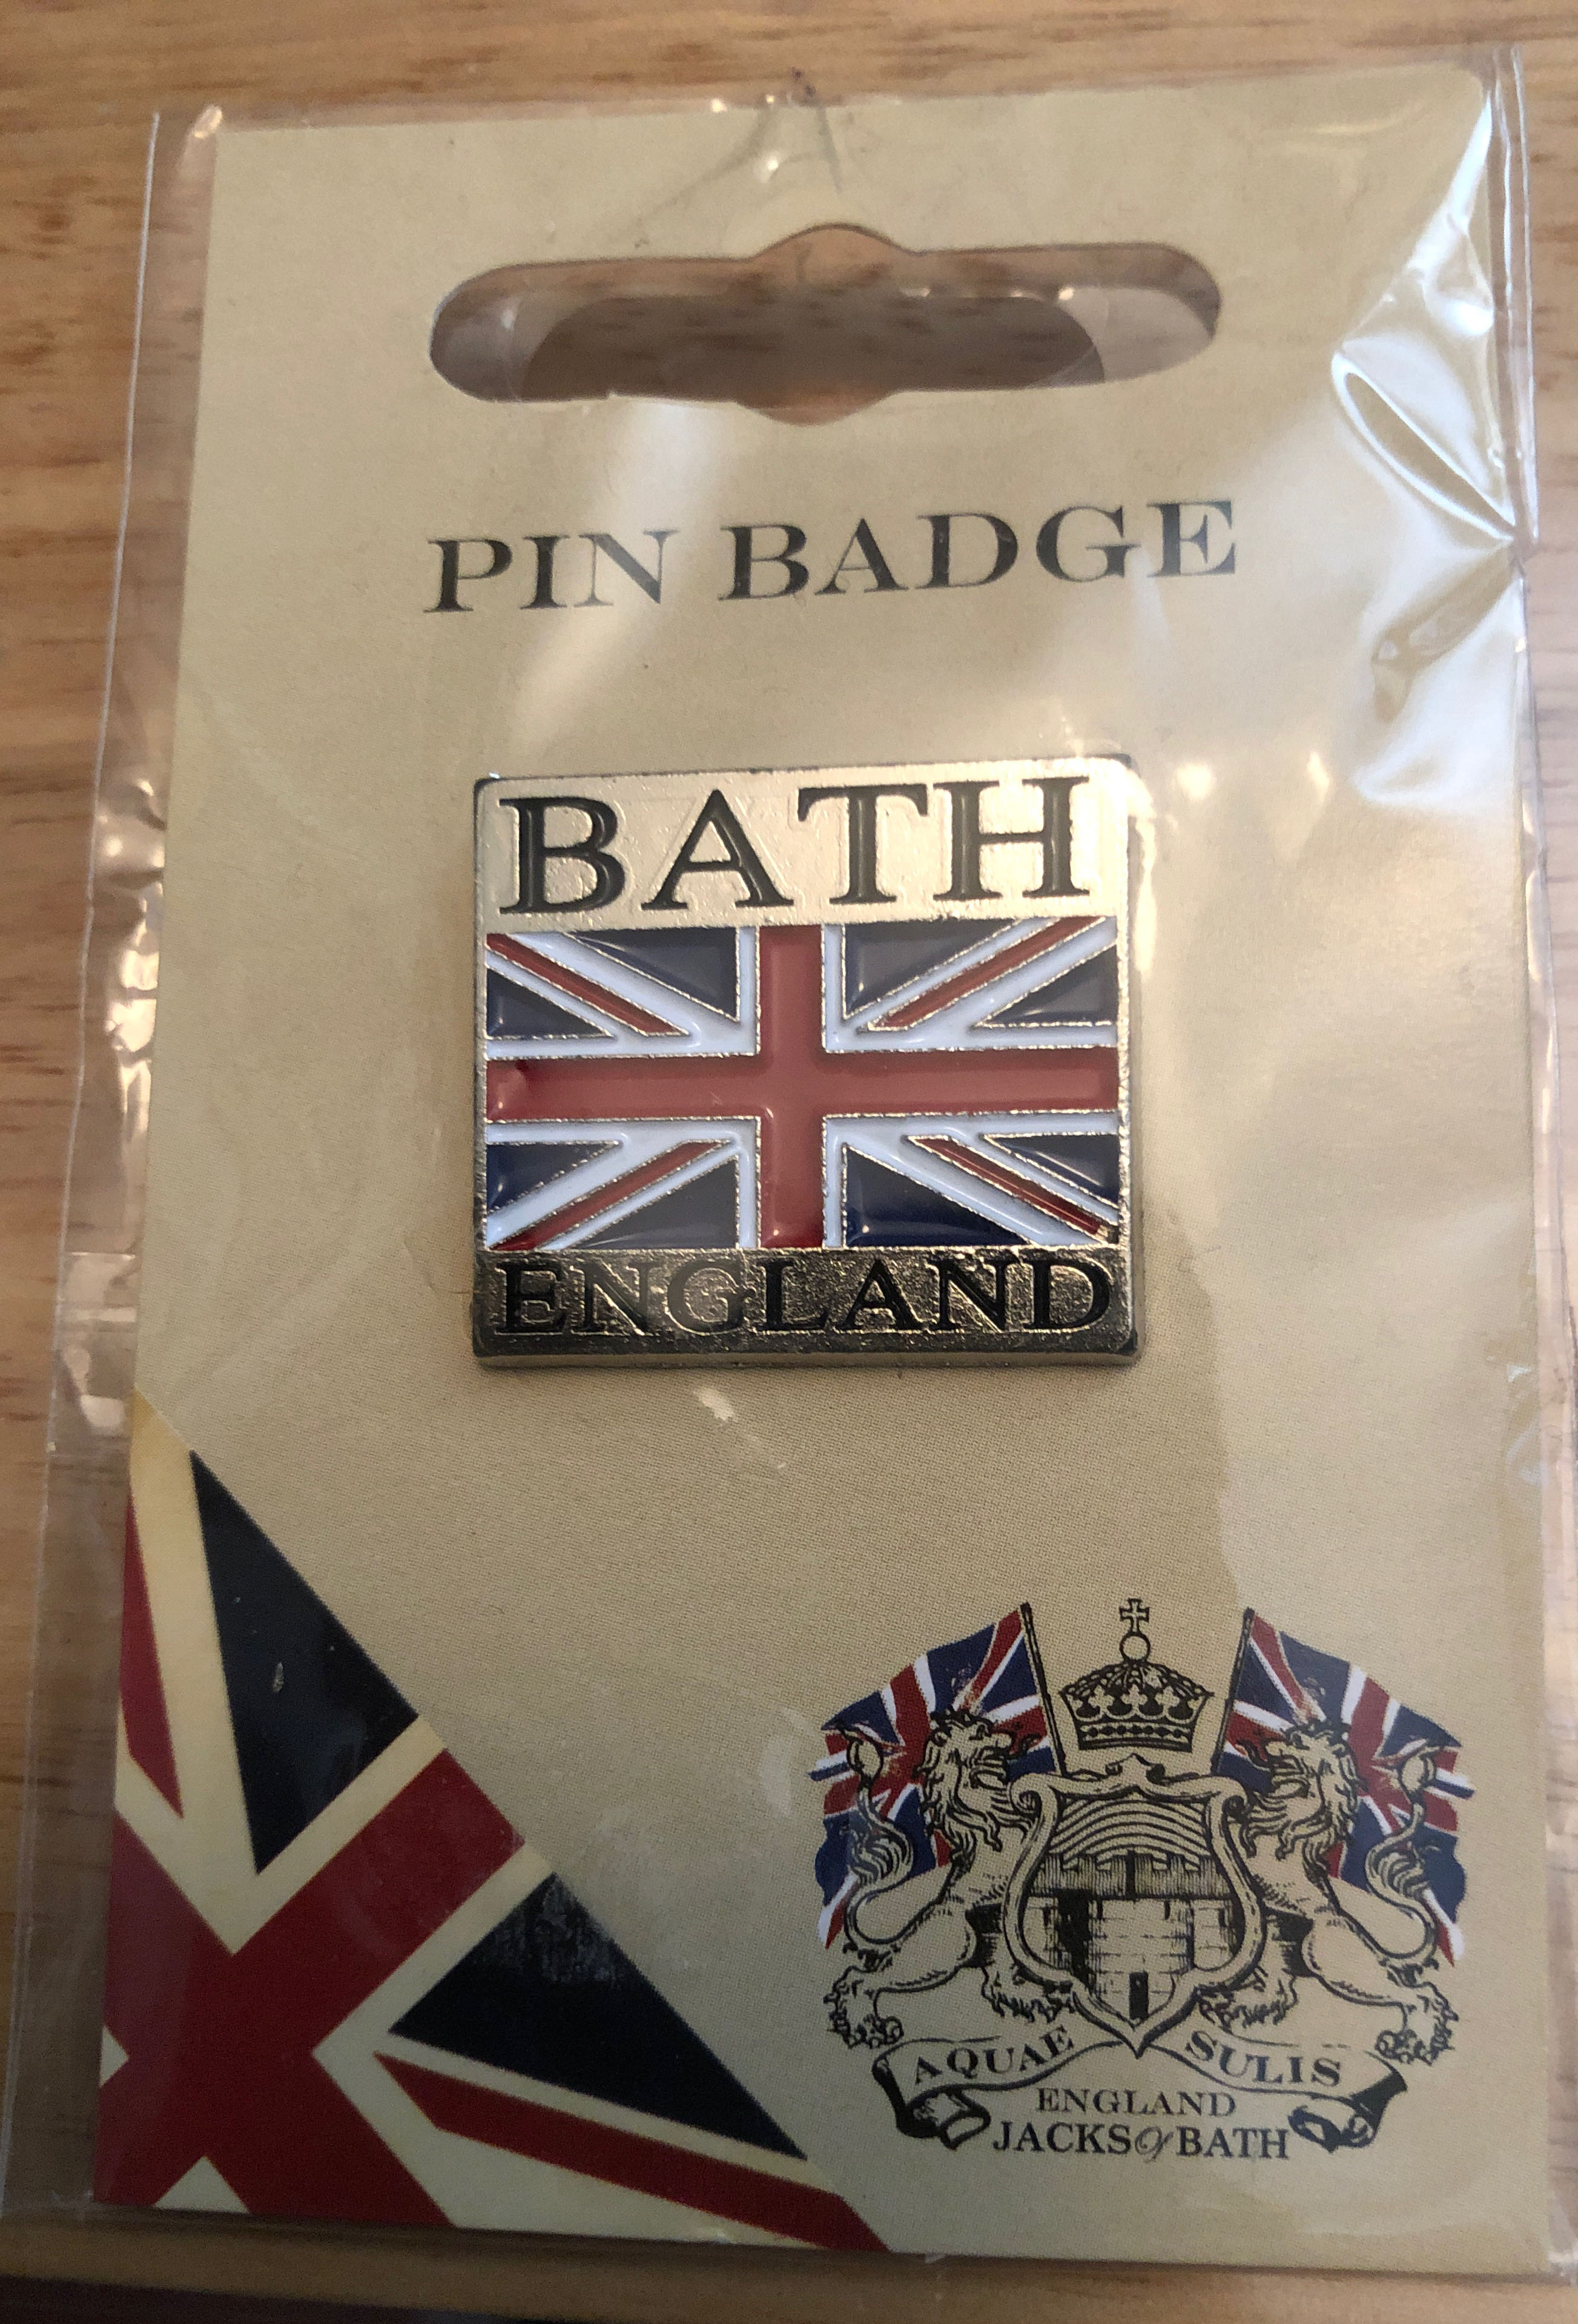 PIN BADGE
BATH
ENGLAND
AQUAE SULIS
ENGLAND
JACKS of BATH